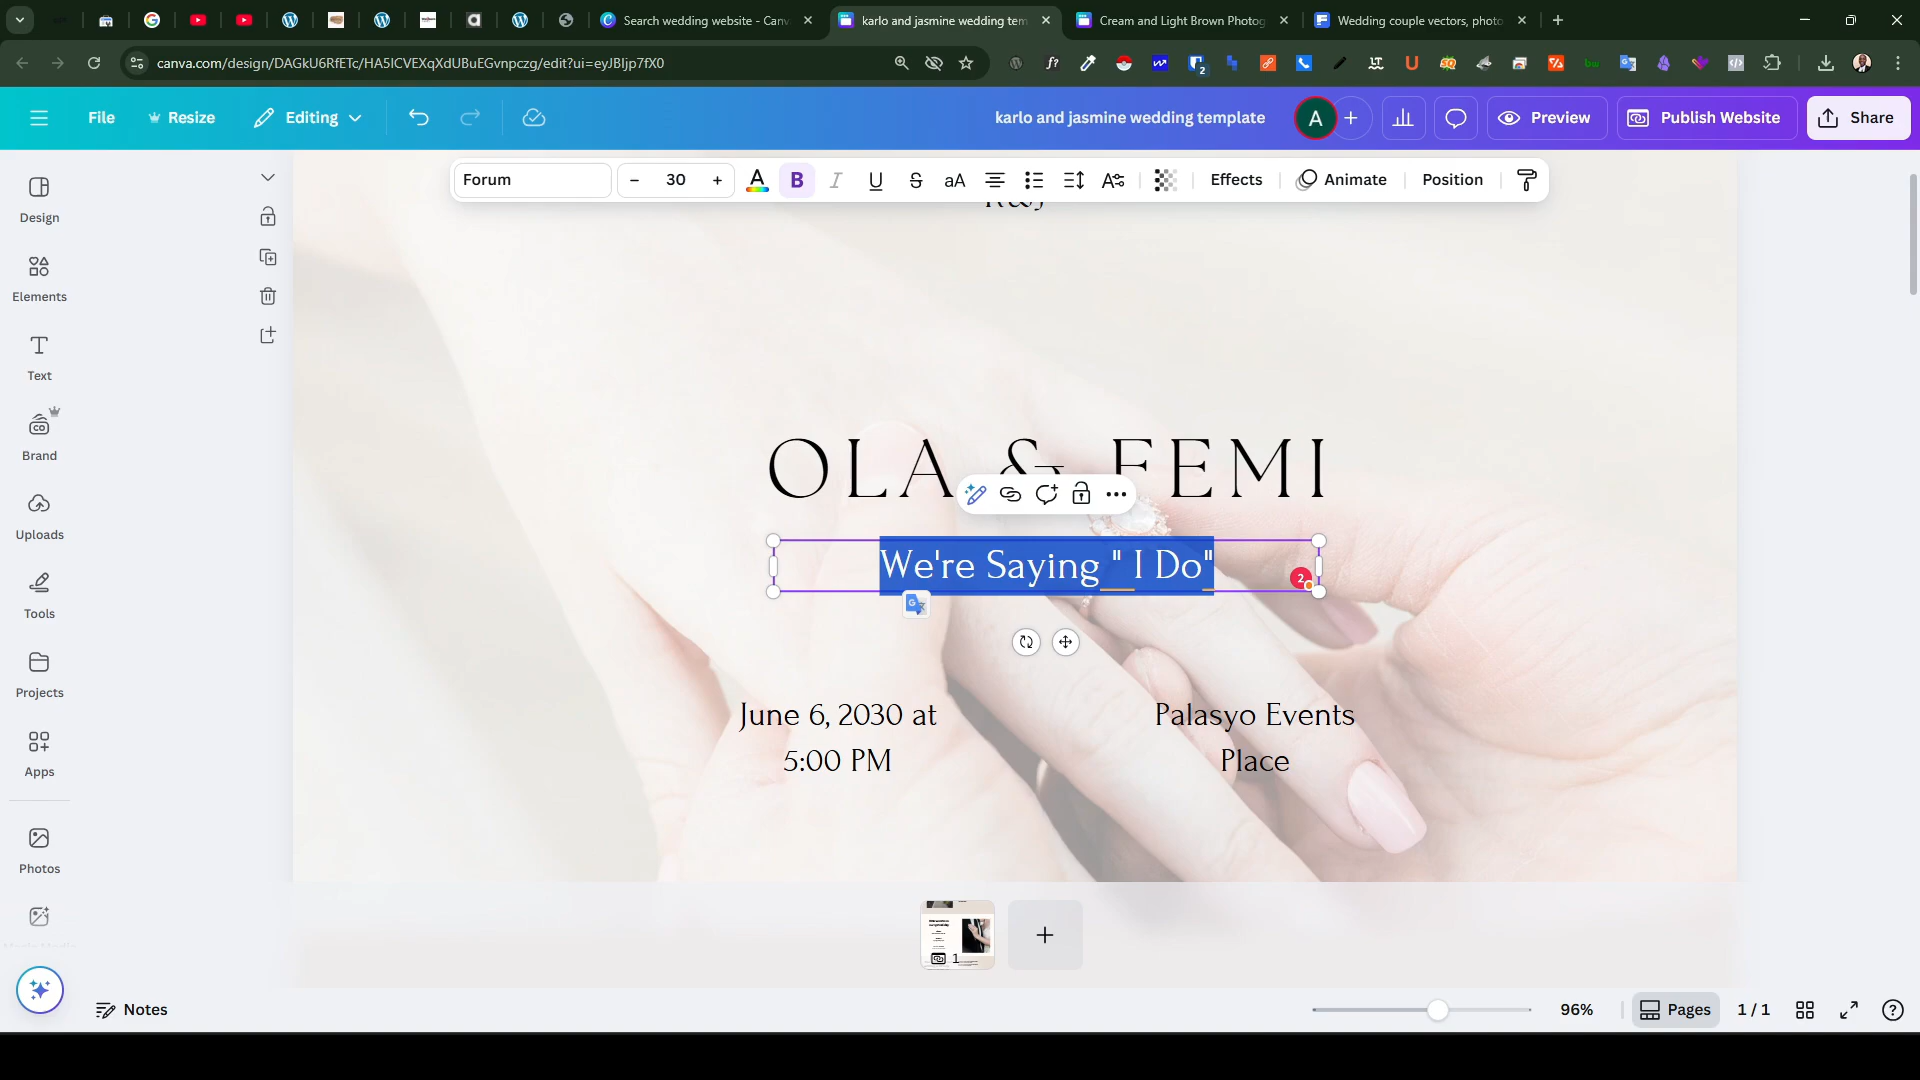 Search wedding website - Canv
karlo and jasmine wedding tem
Cream and Light Brown Photog
Wedding couple vectors, photo
canva.com/design/DAGkU6RfETc/HA5ICVEXqXdUBuEGvnpczg/edit?ui=eyJBIjp7fX0
File
Resize
Editing
karlo and jasmine wedding template
A
Preview
Publish Website
Share
Forum
30
Effects
Animate
Position
Design
Elements
Text
Brand
Uploads
Tools
Projects
Apps
Photos
OLA & FEMI
We're Saying " I Do"
2
June 6, 2030 at
5:00 PM
Palasyo Events
Place
1
Notes
96%
Pages
1 / 1